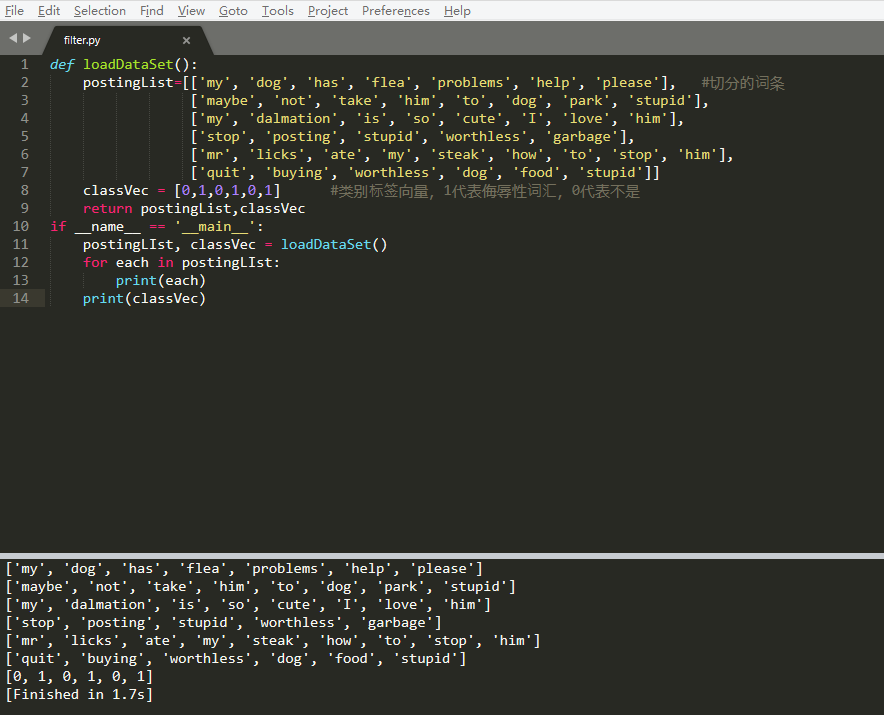 File Edit Selection Find View Goto Tools Project Preferences Help
filter.py ×
1 def loadDataSet():
2     postingList=[['my', 'dog', 'has', 'flea', 'problems', 'help', 'please'],   #切分的词条
3                  ['maybe', 'not', 'take', 'him', 'to', 'dog', 'park', 'stupid'],
4                  ['my', 'dalmation', 'is', 'so', 'cute', 'I', 'love', 'him'],
5                  ['stop', 'posting', 'stupid', 'worthless', 'garbage'],
6                  ['mr', 'licks', 'ate', 'my', 'steak', 'how', 'to', 'stop', 'him'],
7                  ['quit', 'buying', 'worthless', 'dog', 'food', 'stupid']]
8     classVec = [0,1,0,1,0,1]      #类别标签向量，1代表侮辱性词汇，0代表不是
9     return postingList,classVec
10 if __name__ == '__main__':
11     postingLIst, classVec = loadDataSet()
12     for each in postingLIst:
13         print(each)
14     print(classVec)
['my', 'dog', 'has', 'flea', 'problems', 'help', 'please']
['maybe', 'not', 'take', 'him', 'to', 'dog', 'park', 'stupid']
['my', 'dalmation', 'is', 'so', 'cute', 'I', 'love', 'him']
['stop', 'posting', 'stupid', 'worthless', 'garbage']
['mr', 'licks', 'ate', 'my', 'steak', 'how', 'to', 'stop', 'him']
['quit', 'buying', 'worthless', 'dog', 'food', 'stupid']
[0, 1, 0, 1, 0, 1]
[Finished in 1.7s]